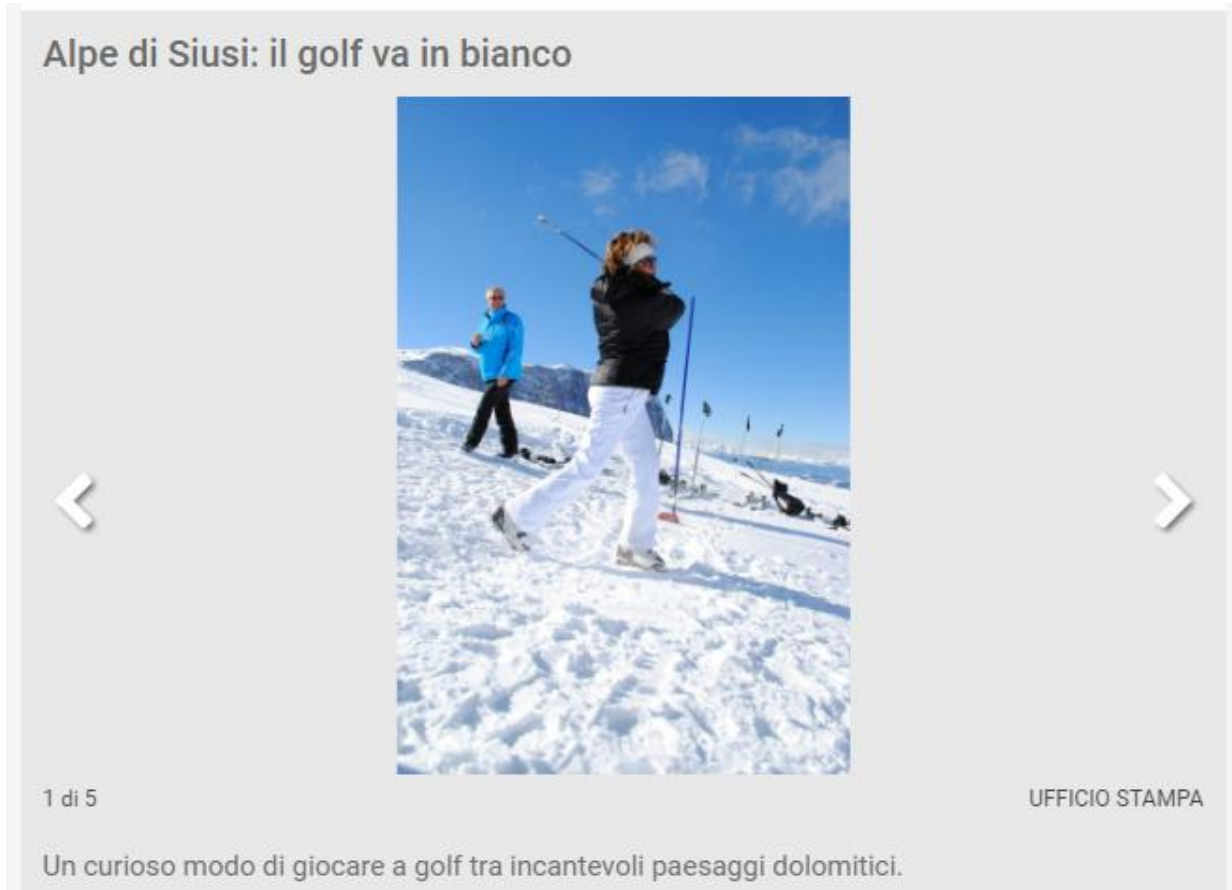 Alpe di Siusi: il golf va in bianco
1 di 5
UFFICIO STAMPA
Un curioso modo di giocare a golf tra incantevoli paesaggi dolomitici.